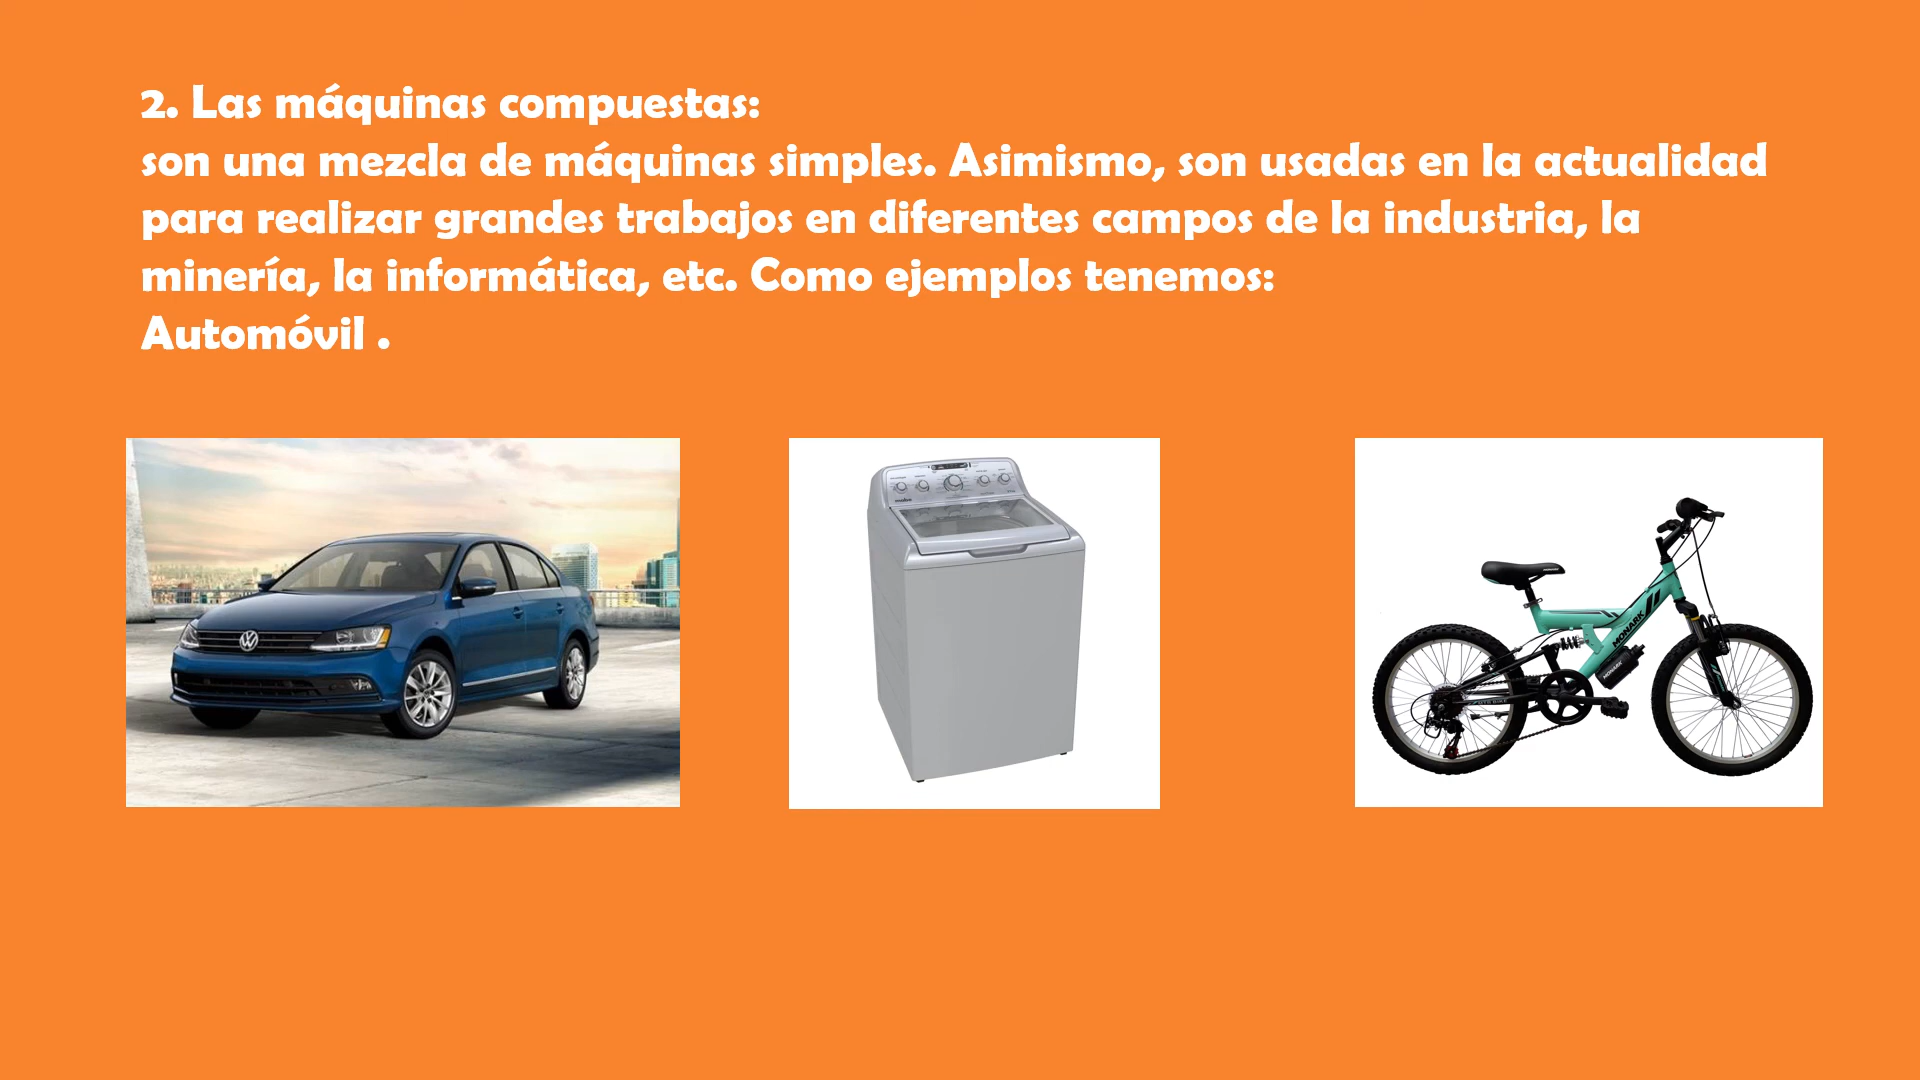 2. Las máquinas compuestas:
son una mezcla de máquinas simples. Asimismo, son usadas en la actualidad
para realizar grandes trabajos en diferentes campos de la industria, la
minería, la informática, etc. Como ejemplos tenemos:
Automóvil .
MONARK